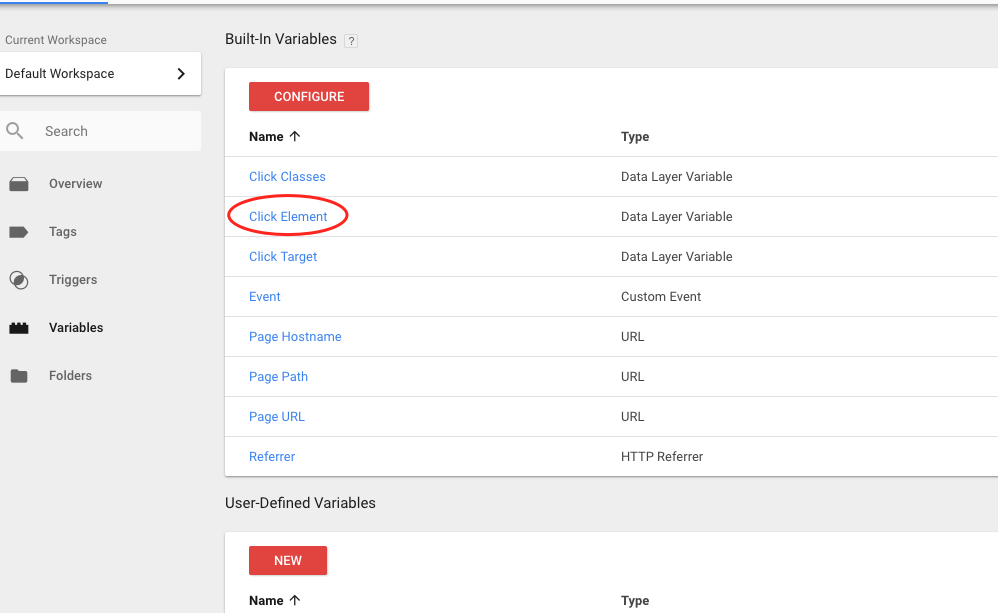 Current Workspace
Default Workspace
Search
Overview
Tags
Triggers
Variables
Folders
Built-In Variables ?
CONFIGURE
Name Type
Click Classes Data Layer Variable
Click Element Data Layer Variable
Click Target Data Layer Variable
Event Custom Event
Page Hostname URL
Page Path URL
Page URL URL
Referrer HTTP Referrer
User-Defined Variables
NEW
Name Type